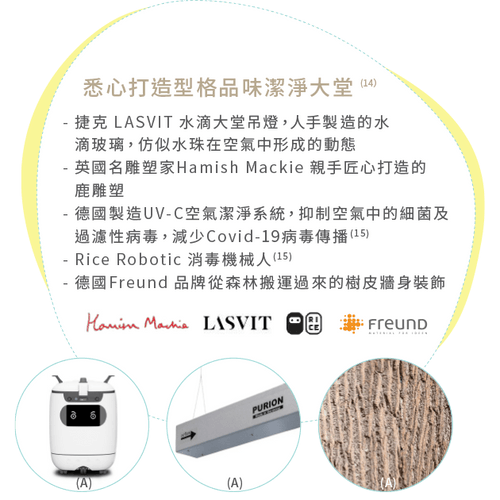 悉心打造型格品味潔淨大堂 (14)
- 捷克 LASVIT 水滴大堂吊燈，人手製造的水
滴玻璃，仿似水珠在空氣中形成的動態
- 英國名雕塑家Hamish Mackie 親手匠心打造的
鹿雕塑
- 德國製造UV-C空氣潔淨系統，抑制空氣中的細菌及
過濾性病毒，減少Covid-19病毒傳播(15)
- Rice Robotic 消毒機械人(15)
- 德國Freund 品牌從森林搬運過來的樹皮牆身裝飾
Hamish Mackie LASVIT RICE FReUND
MATERIAL FOR IDEEN
PURION
(A) (A) (A)